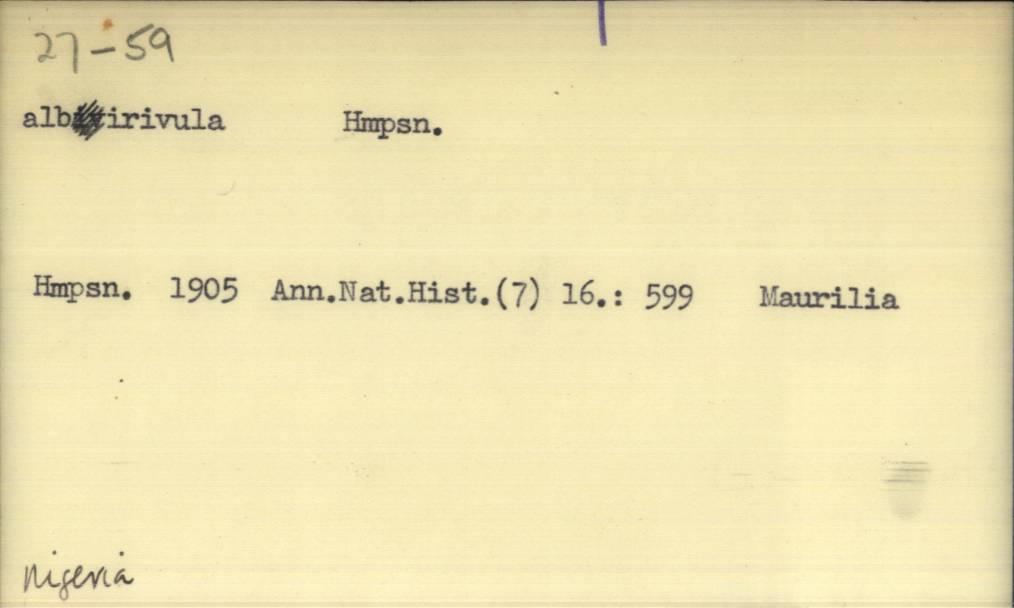 27-59
albirivula Hmpsn.
Hmpsn. 1905 Ann.Nat.Hist.(7) 16.: 599 Maurilia
Nigeria